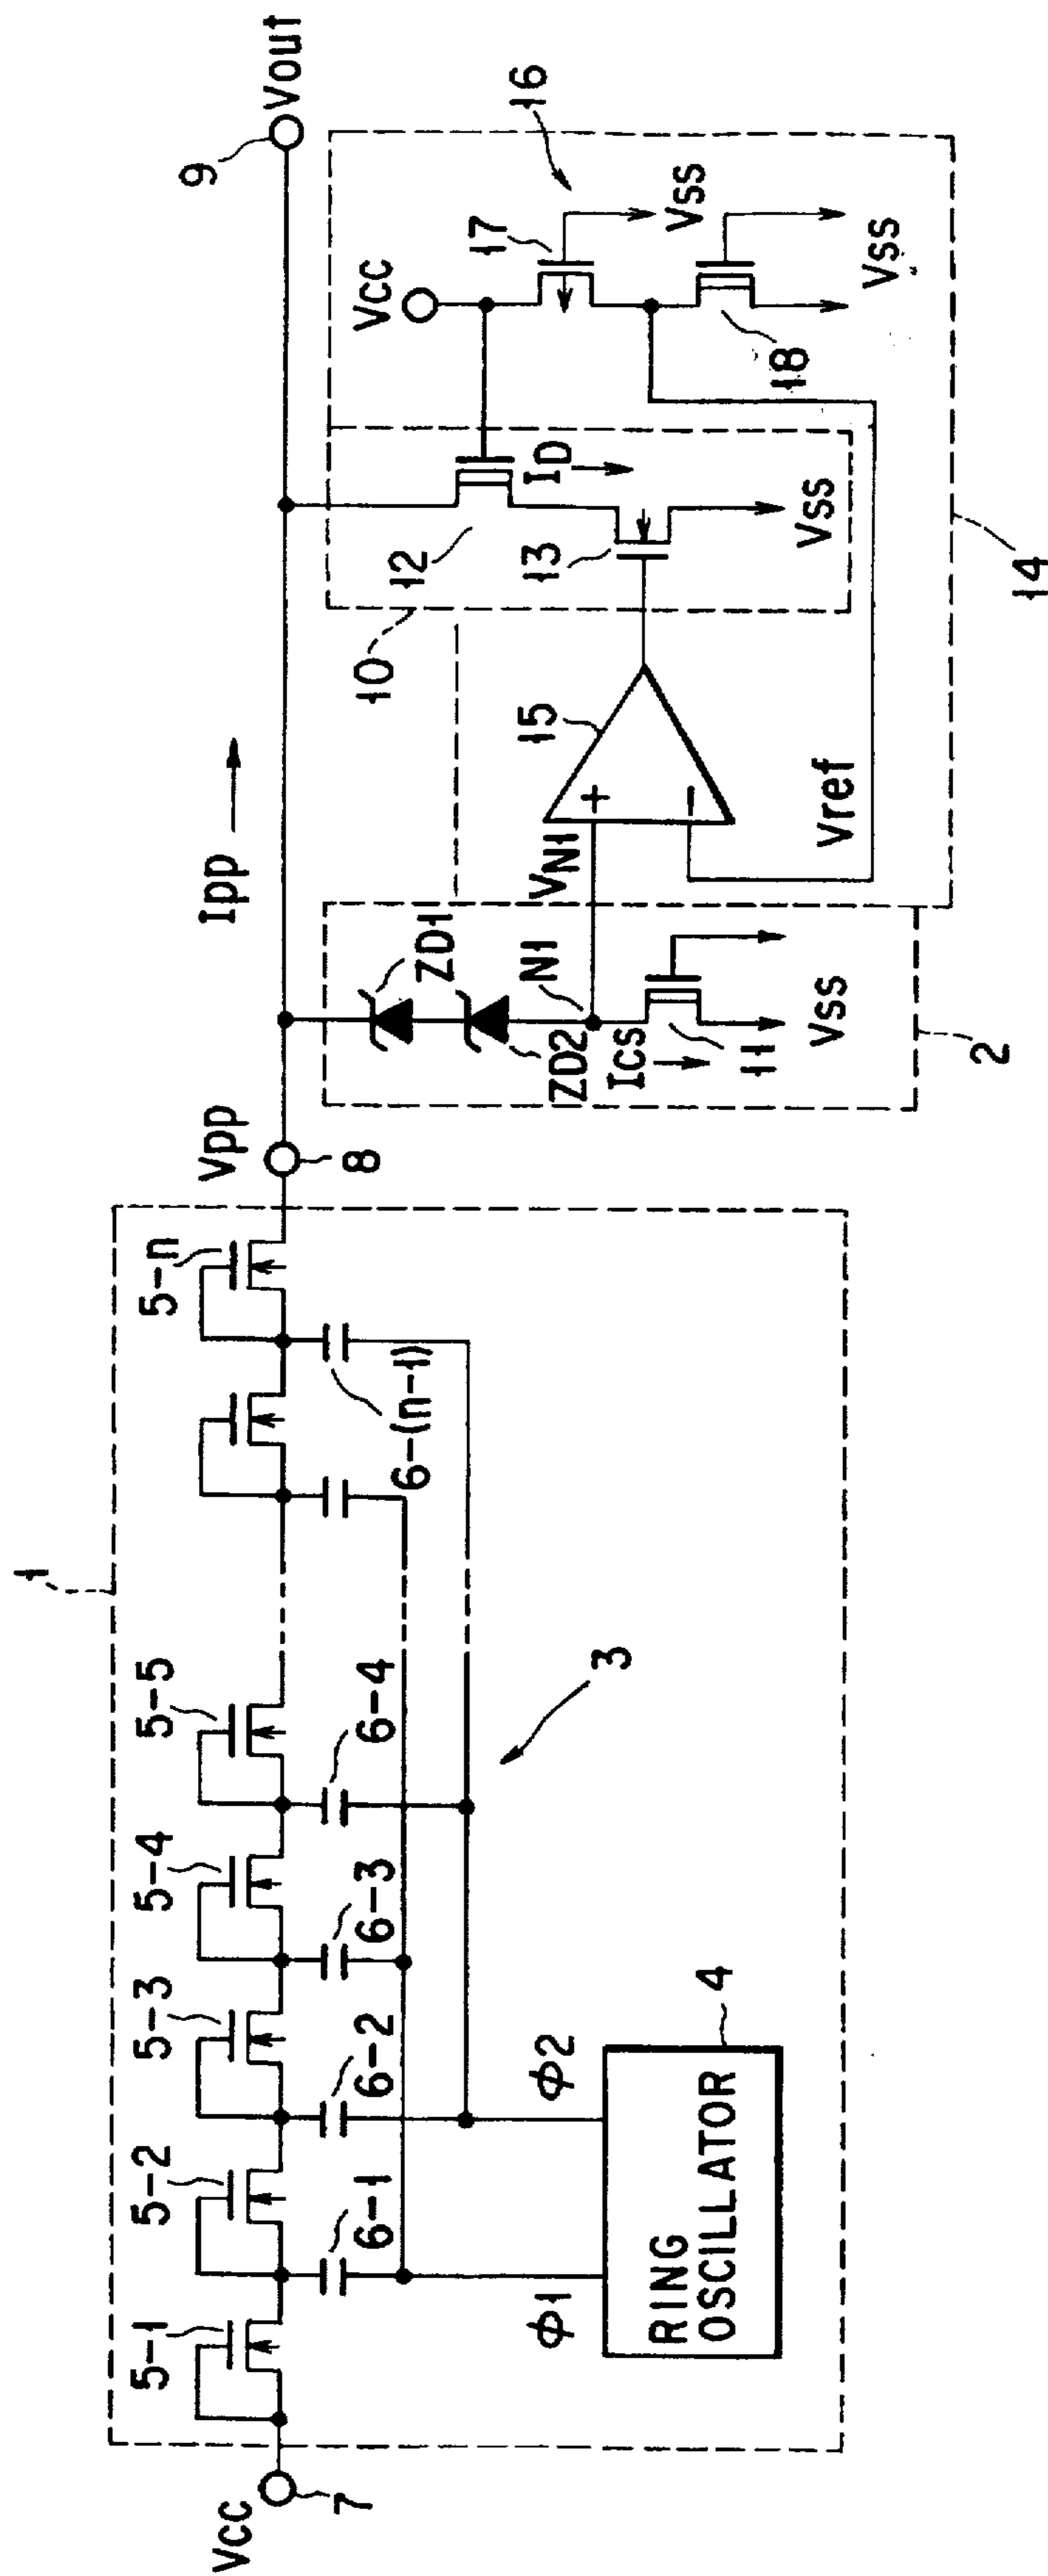 1
Vcc
7
5-1
5-2
5-3
5-4
5-5
5-n
6-1
6-2
6-3
6-4
6-(n-1)
3
Φ1
Φ2
4
RING
OSCILLATOR
Vpp
8
Ipp
9
Vout
ZD1
ZD2
N1
VN1
ICS
11
Vss
2
15
+
−
Vref
10
12
ID
13
Vss
Vcc
16
17
Vss
18
Vss
14